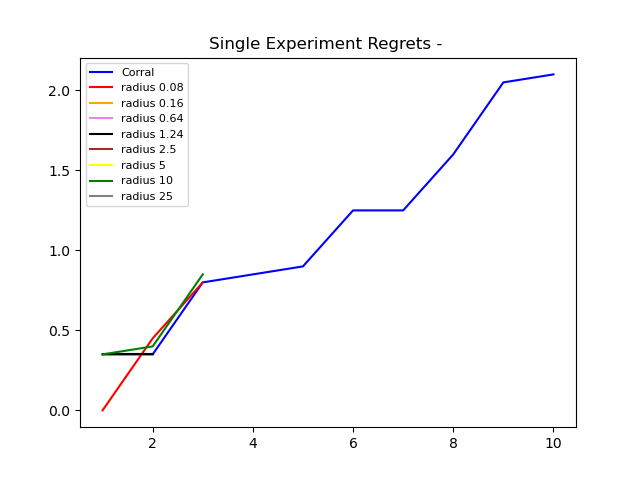 Single Experiment Regrets -
Corral
radius 0.08
radius 0.16
radius 0.64
radius 1.24
radius 2.5
radius 5
radius 10
radius 25
2.0
1.5
1.0
0.5
0.0
2 4 6 8 10